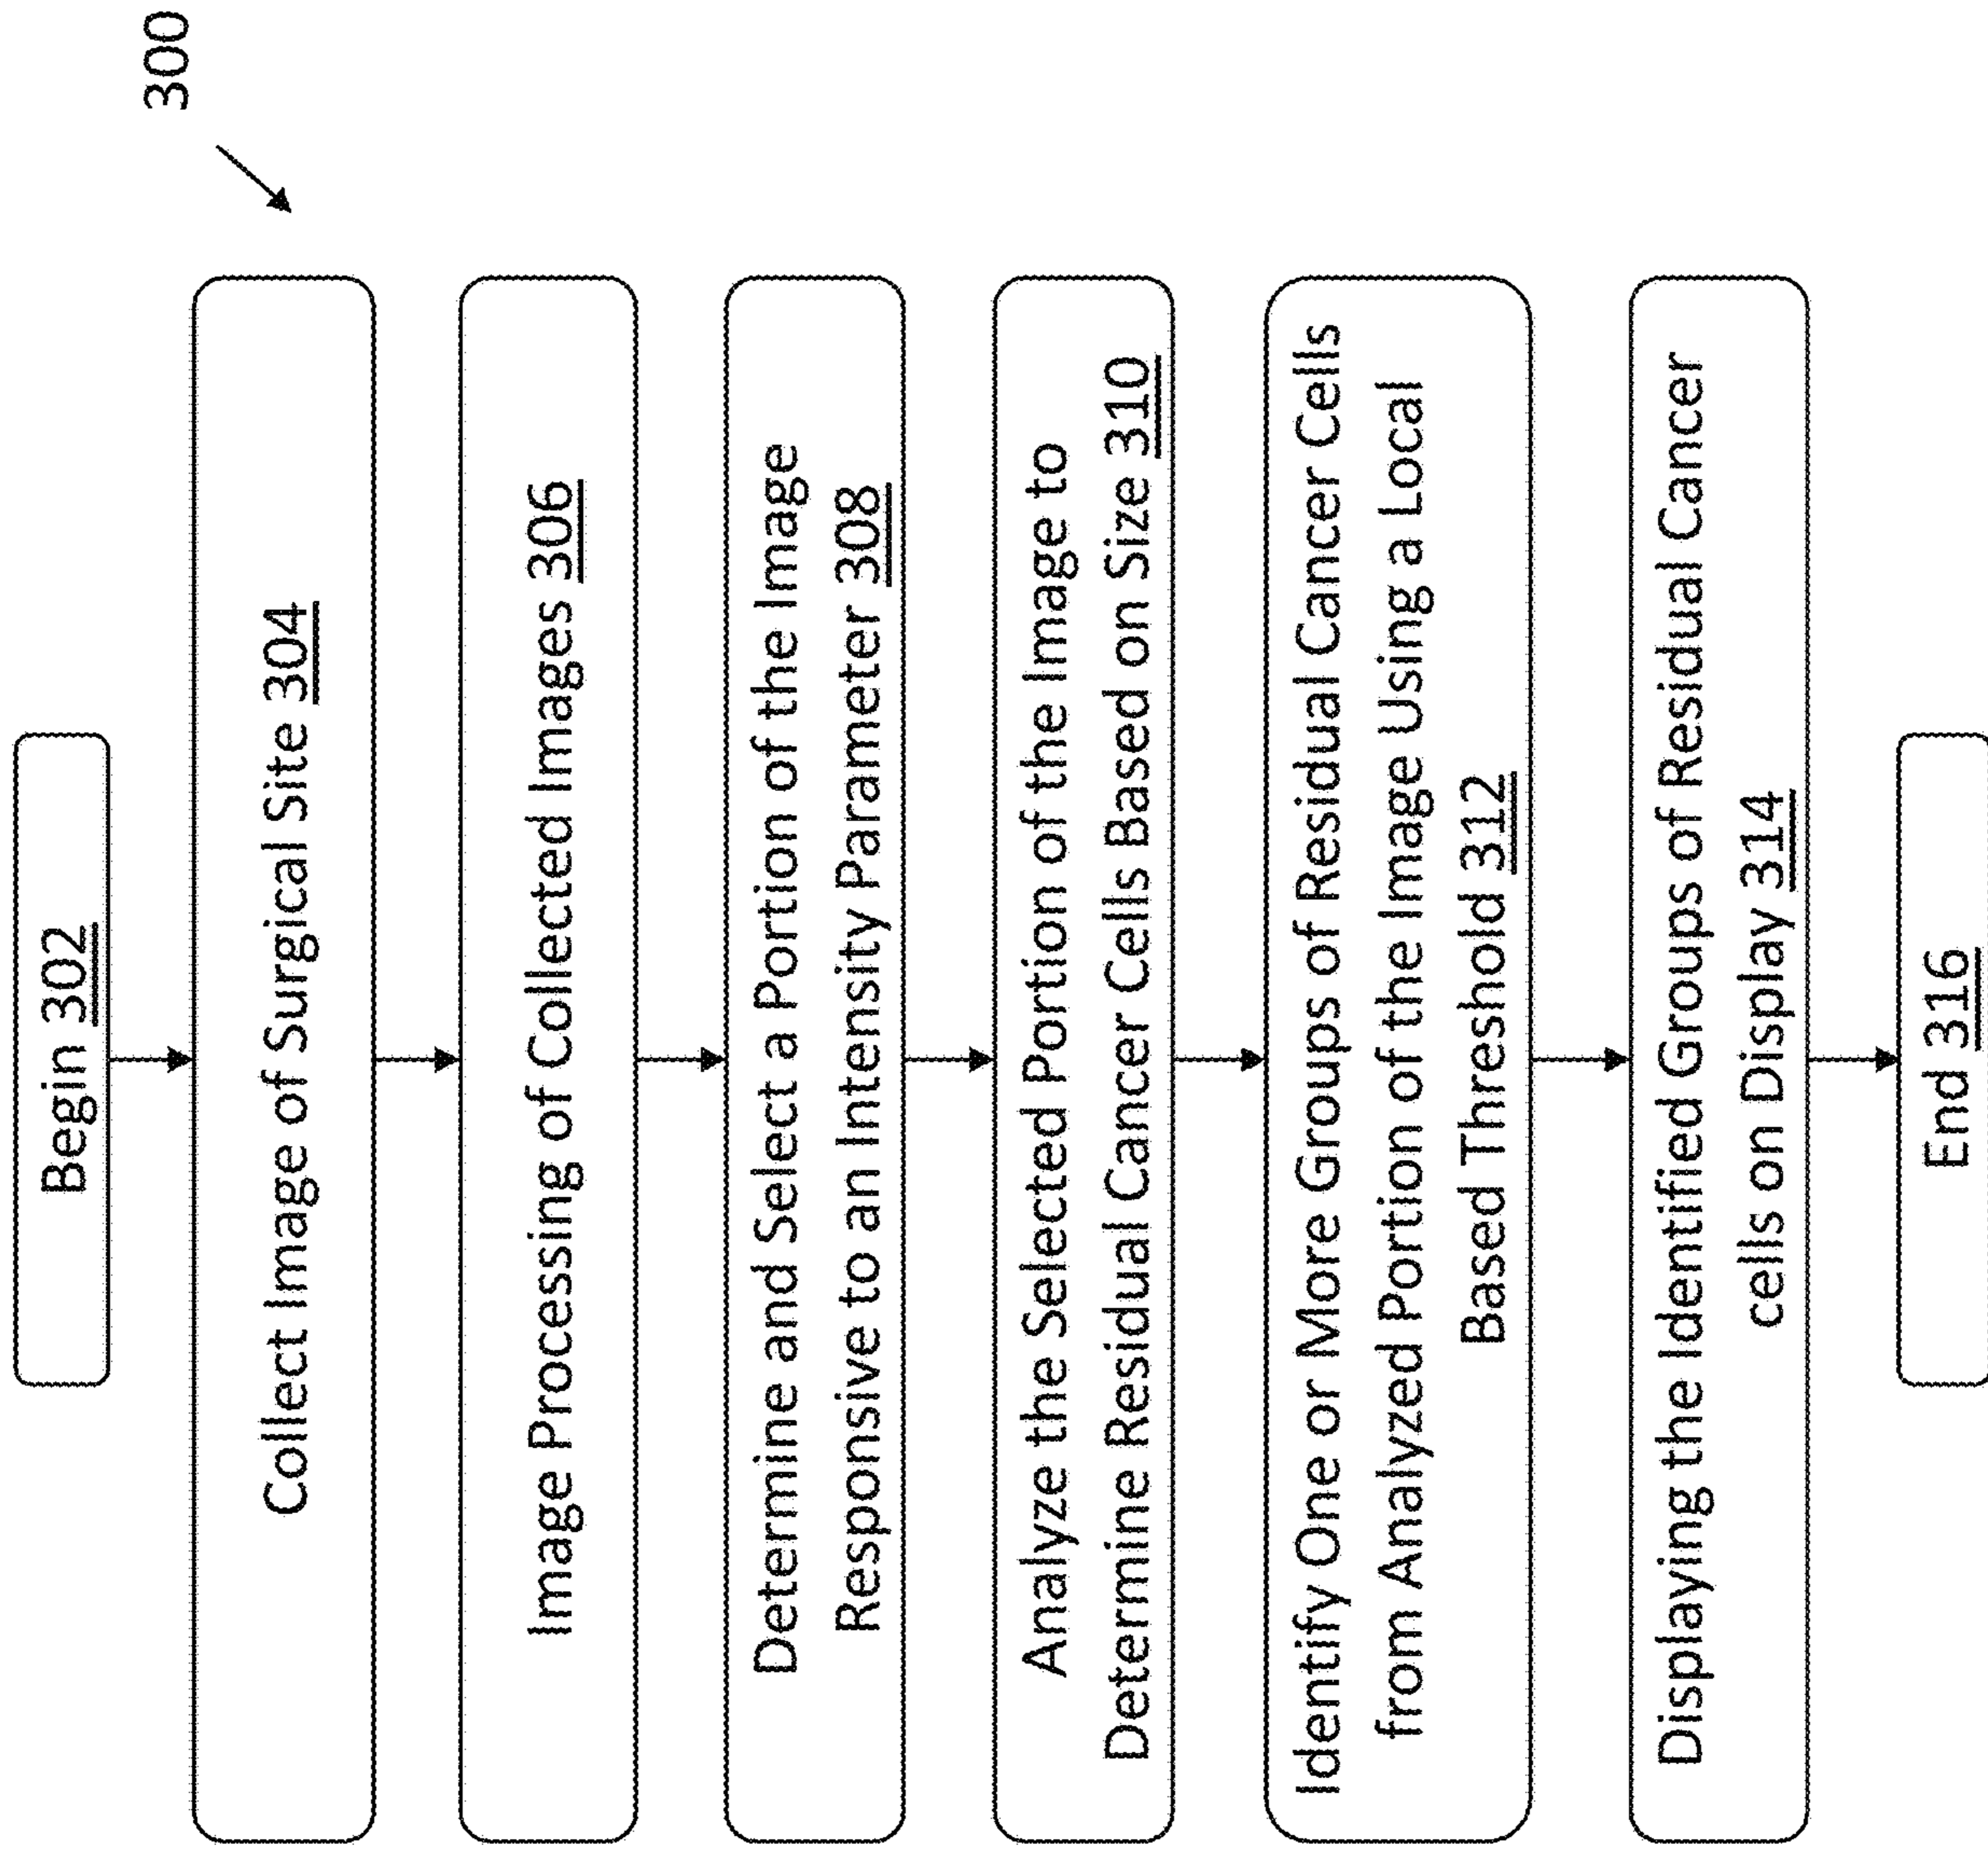 300
Begin 302
Collect Image of Surgical Site 304
Image Processing of Collected Images 306
Determine and Select a Portion of the Image
Responsive to an Intensity Parameter 308
Analyze the Selected Portion of the Image to
Determine Residual Cancer Cells Based on Size 310
Identify One or More Groups of Residual Cancer Cells
from Analyzed Portion of the Image Using a Local
Based Threshold 312
Displaying the Identified Groups of Residual Cancer
cells on Display 314
End 316